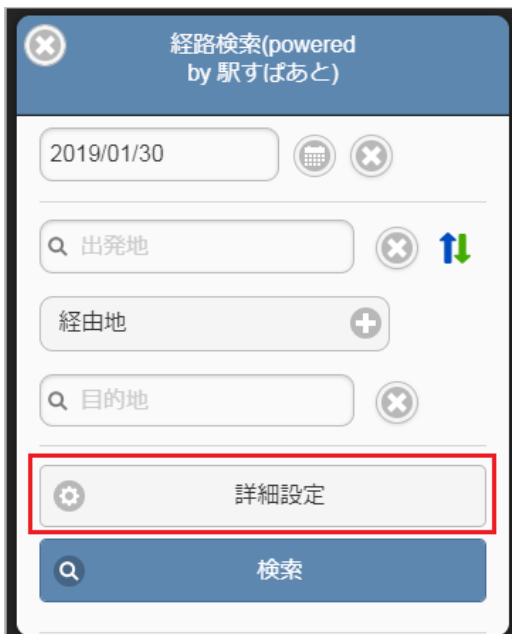 経路検索(powered
by 駅すぱあと)
2019/01/30
出発地
経由地
目的地
詳細設定
検索